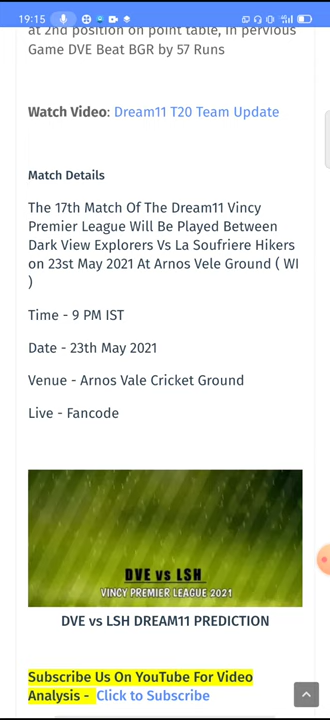 19:15
at 2nd position on point table, in pervious
Game DVE Beat BGR by 57 Runs
Watch Video: Dream11 T20 Team Update
Match Details
The 17th Match Of The Dream11 Vincy
Premier League Will Be Played Between
Dark View Explorers Vs La Soufriere Hikers
on 23st May 2021 At Arnos Vele Ground ( WI
)
Time - 9 PM IST
Date - 23th May 2021
Venue - Arnos Vale Cricket Ground
Live - Fancode
DVE vs LSH
VINCY PREMIER LEAGUE 2021
DVE vs LSH DREAM11 PREDICTION
Subscribe Us On YouTube For Video
Analysis - Click to Subscribe